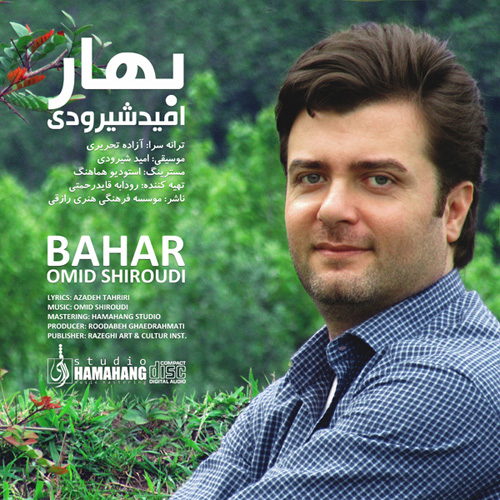 بهار
امید شیرودی
ترانه سرا: آزاده تحریری
موسیقی: امید شیرودی
مسترینگ: استودیو هماهنگ
تهیه کننده: رودابه قایدرحمتی
ناشر: موسسه فرهنگی هنری رازقی
BAHAR
OMID SHIROUDI
LYRICS: AZADEH TAHRIRI
MUSIC: OMID SHIROUDI
MASTERING: HAMAHANG STUDIO
PRODUCER: ROODABEH GHAEDRAHMATI
PUBLISHER: RAZEGHI ART & CULTUR INST.
studio
HAMAHANG
music mastering
COMPACT
disc
DIGITAL AUDIO